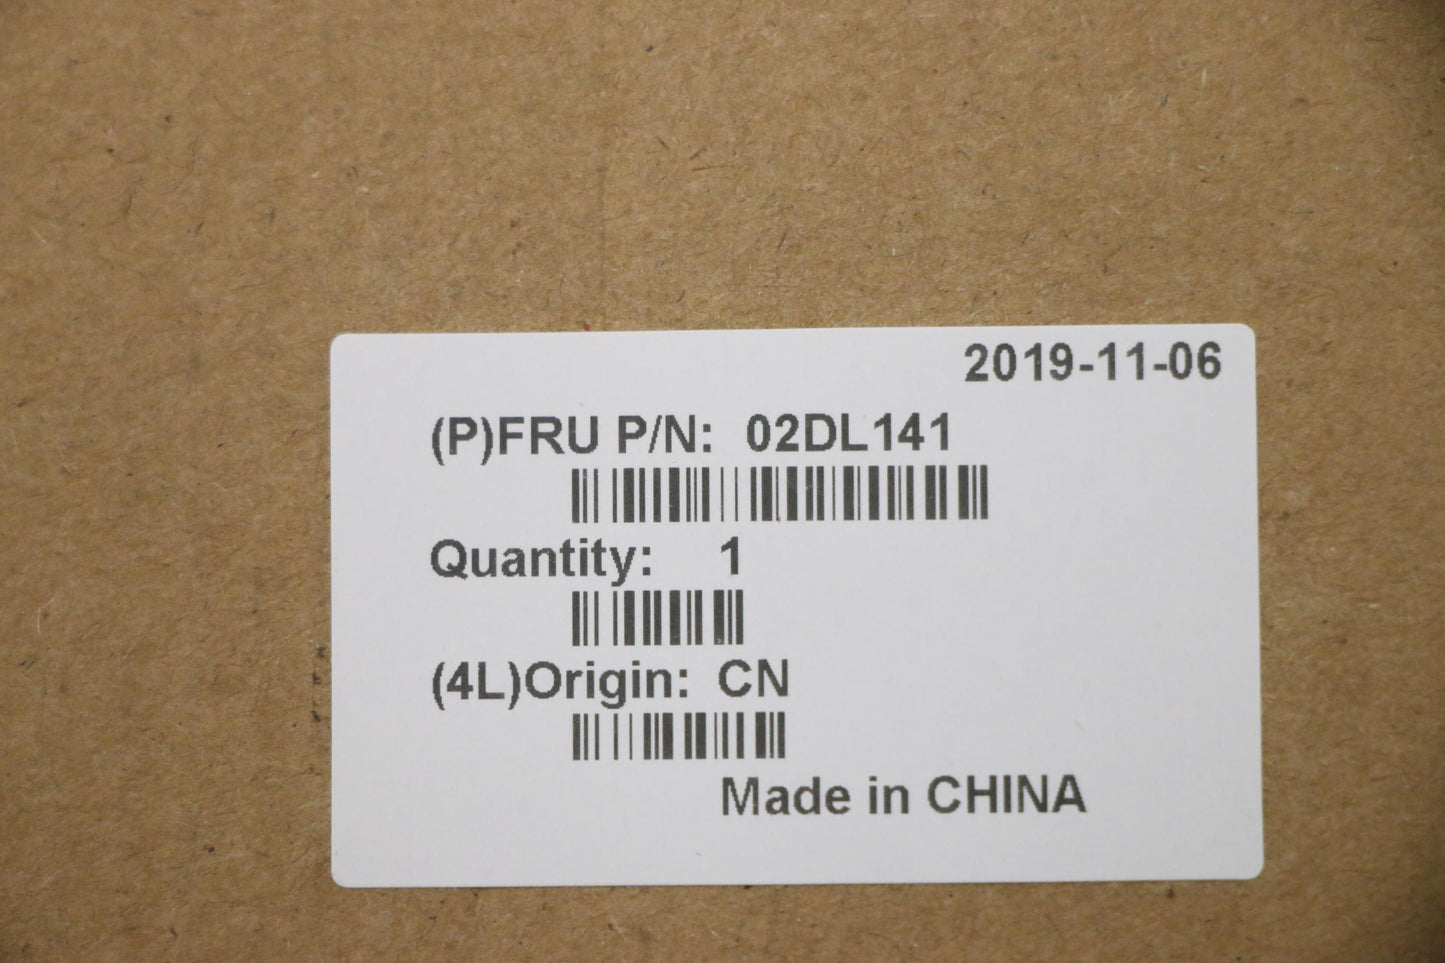 2019-11-06
(P)FRU P/N: 02DL141
Quantity: 1
(4L)Origin: CN
Made in CHINA